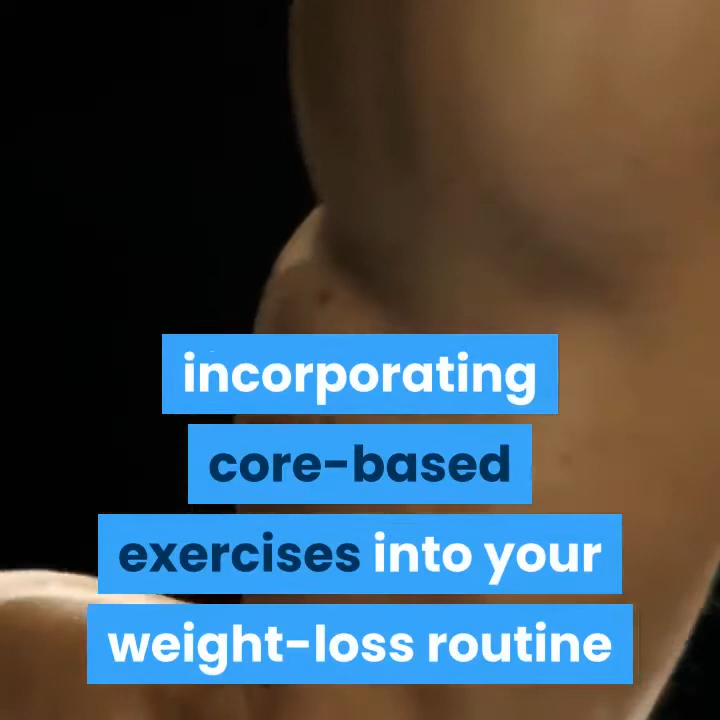 incorporating
core-based
exercises into your
weight-loss routine